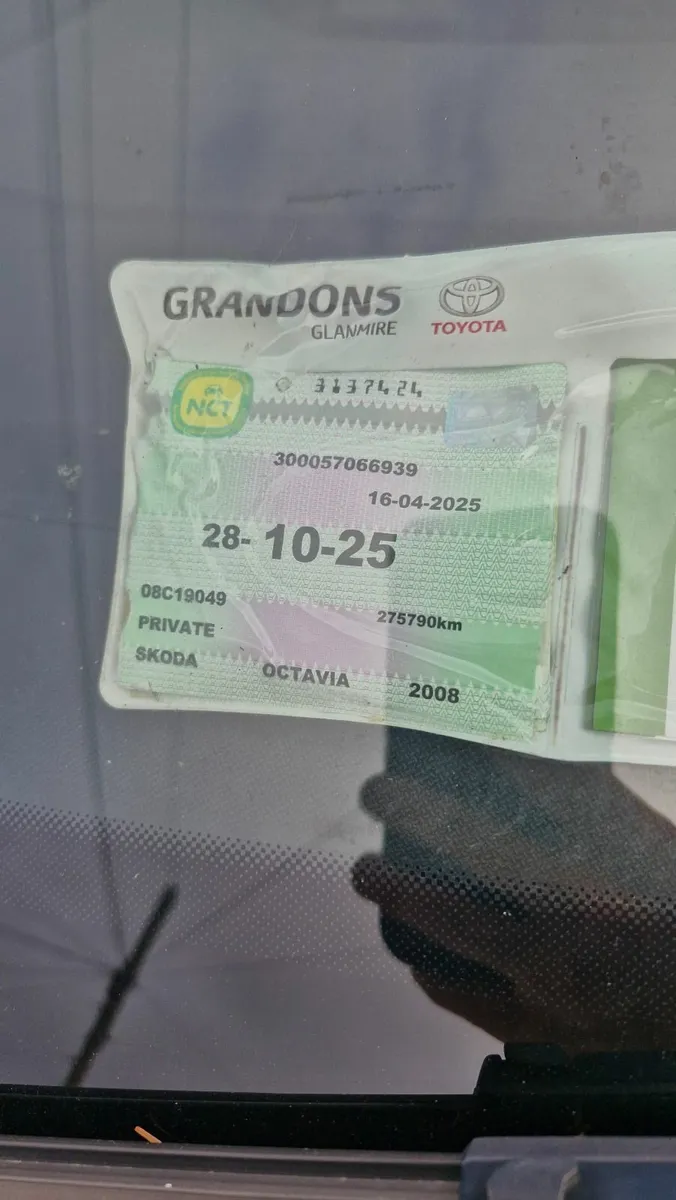 GRANDONS
GLANMIRE
TOYOTA
NCT
3137424
300057066939
16-04-2025
28-10-25
08C19049
275790km
PRIVATE
SKODA OCTAVIA 2008